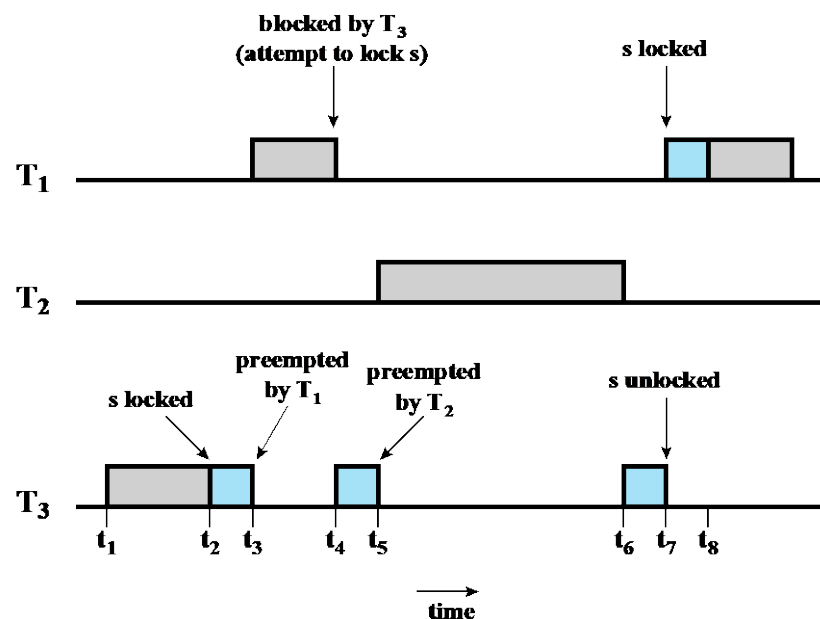 blocked by T3
(attempt to lock s)
s locked
T1
T2
preempted
by T1
preempted
by T2
s locked
s unlocked
T3
t1 t2 t3 t4 t5 t6 t7 t8
time